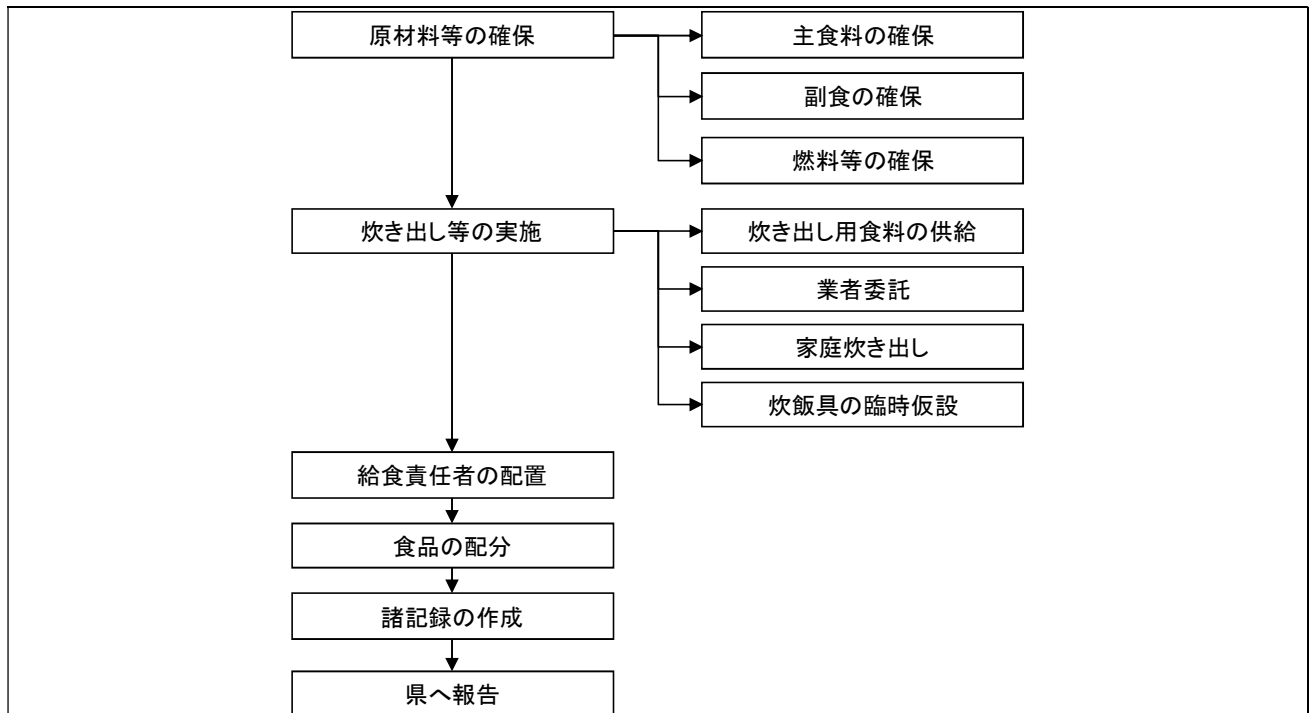 原材料等の確保
主食料の確保
副食の確保
燃料等の確保
炊き出し等の実施
炊き出し用食料の供給
業者委託
家庭炊き出し
炊飯具の臨時仮設
給食責任者の配置
食品の配分
諸記録の作成
県へ報告